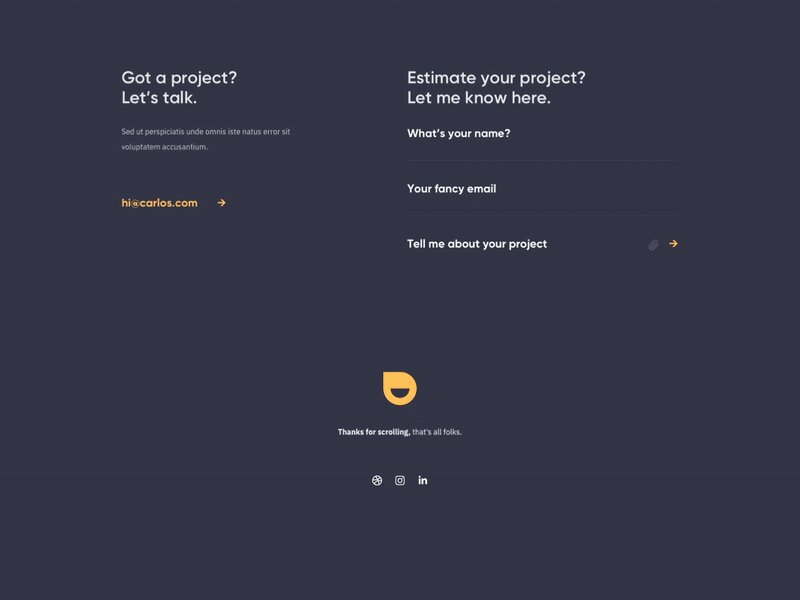 Got a project?
Let's talk.
Sed ut perspiciatis unde omnis iste natus error sit
voluptatem accusantium.
hi@carlos.com
Estimate your project?
Let me know here.
What's your name?
Your fancy email
Tell me about your project
Thanks for scrolling, that's all folks.
in